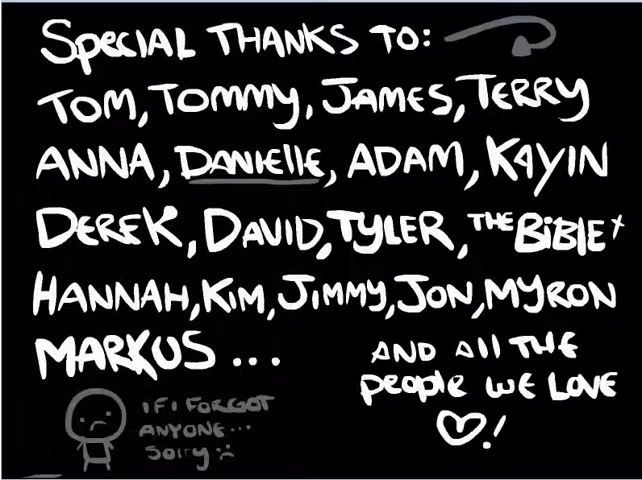 SPECIAL THANKS TO:
TOM, TOMMY, JAMES, TERRY
ANNA, DANIELLE, ADAM, KAYIN
DEREK, DAVID, TYLER, THE BIBLE
HANNAH, KIM, JIMMY, JON, MYRON
MARKUS ...
AND All THE
people WE LOVE
♡!
IF I FORGOT
ANYONE...
Sorry :(